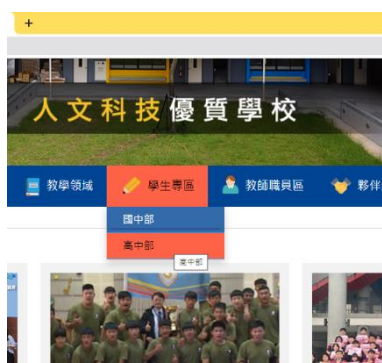 +
人文科技優質學校
教學領域 學生專區 教師職員區 夥伴
國中部
高中部
高中部